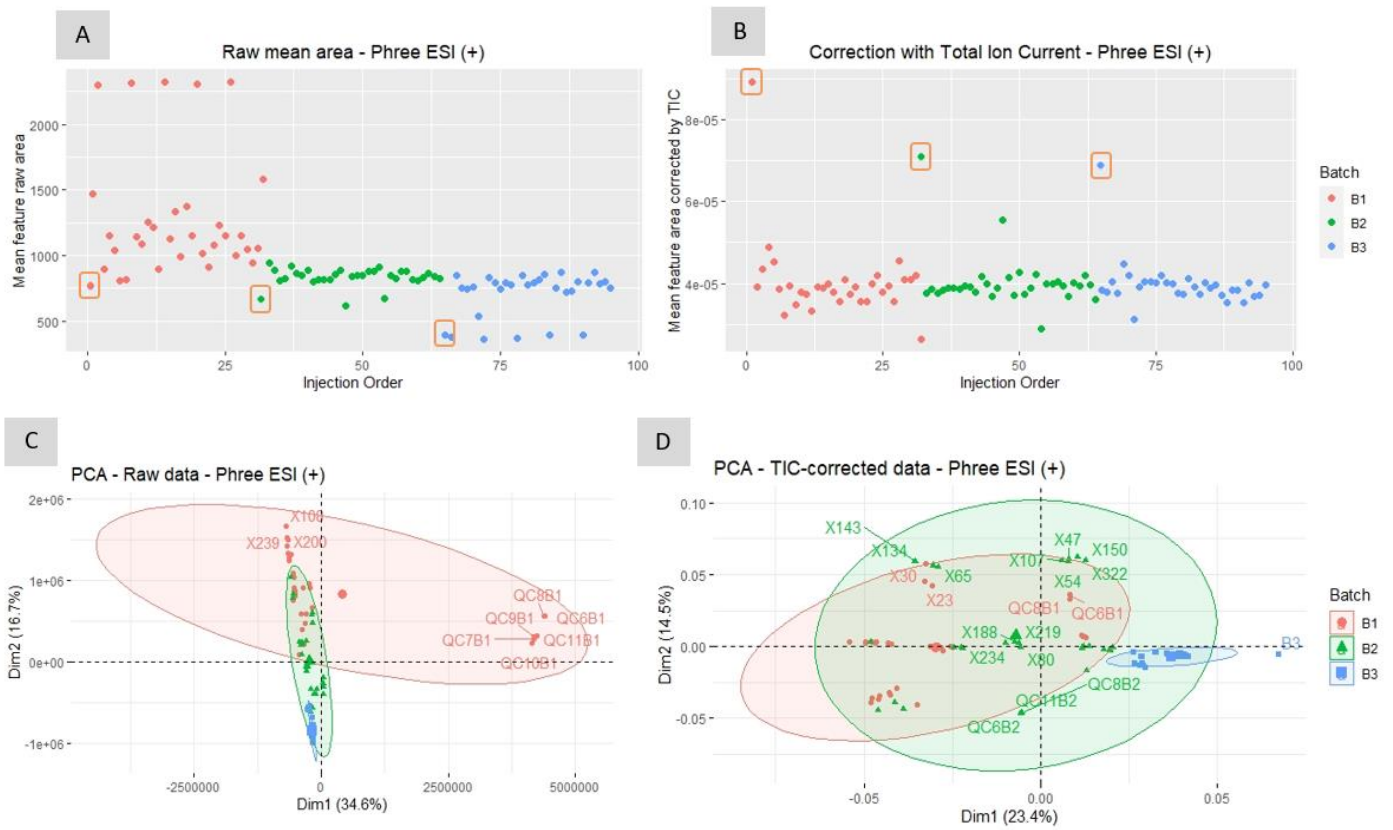 A
Raw mean area - Phree ESI (+)
Mean feature raw area
2000
1500
1000
500
0
25
50
75
100
Injection Order
B
Correction with Total Ion Current - Phree ESI (+)
Mean feature area corrected by TIC
8e-05
6e-05
4e-05
0
25
50
75
100
Injection Order
Batch
B1
B2
B3
C
PCA - Raw data - Phree ESI (+)
Dim2 (16.7%)
2e+06
1e+06
0e+00
-1e+06
X108
X239
X200
QC8B1
QC9B1
QC6B1
QC7B1
QC11B1
QC10B1
-2500000
0
2500000
5000000
Dim1 (34.6%)
D
PCA - TIC-corrected data - Phree ESI (+)
Dim2 (14.5%)
0.10
0.05
0.00
-0.05
X143
X134
X47
X150
X107
X322
X30
X65
X54
X23
QC8B1
QC6B1
X188
X219
X234
X80
B3
QC8B2
QC11B2
QC6B2
-0.05
0.00
0.05
Dim1 (23.4%)
Batch
B1
B2
B3